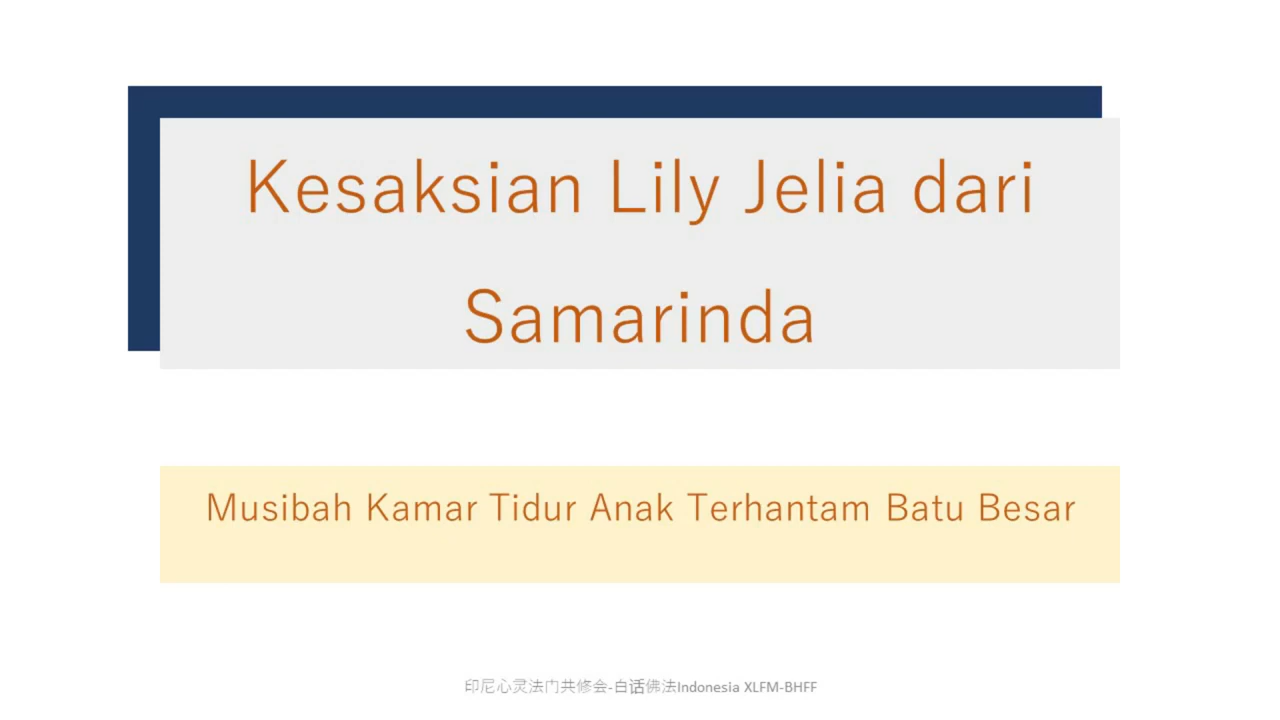 Kesaksian Lily Jelia dari
Samarinda
Musibah Kamar Tidur Anak Terhantam Batu Besar
印尼心灵法门共修会-白话佛法Indonesia XLFM-BHFF